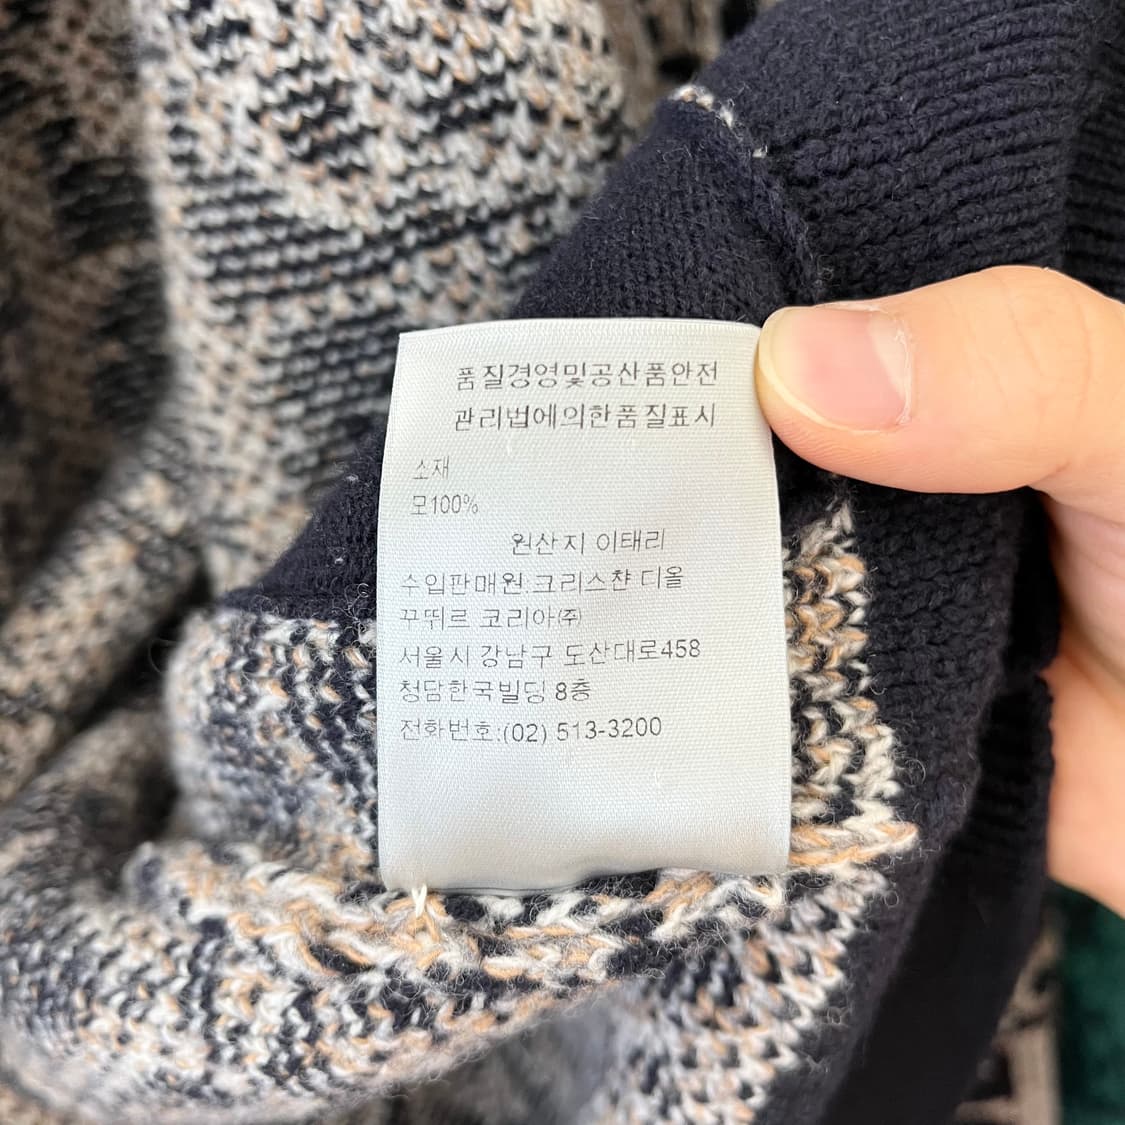 품질경영및공산품안전
관리법에의한품질표시
소재
모100%
원산지 이태리
수입판매원.크리스챤 디올
꾸뛰르 코리아㈜
서울시 강남구 도산대로458
청담한국빌딩 8층
전화번호:(02) 513-3200